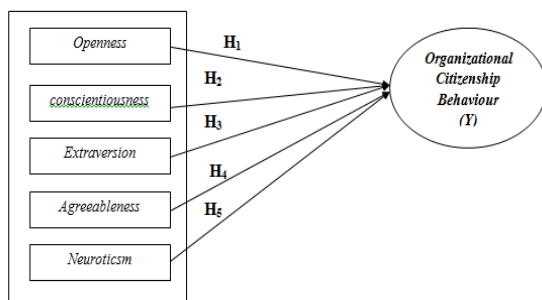 Openness
H1
Organizational
Citizenship
Behaviour
(Y)
H2
conscientiousness
H3
Extraversion
H4
Agreeableness
H5
Neuroticsm